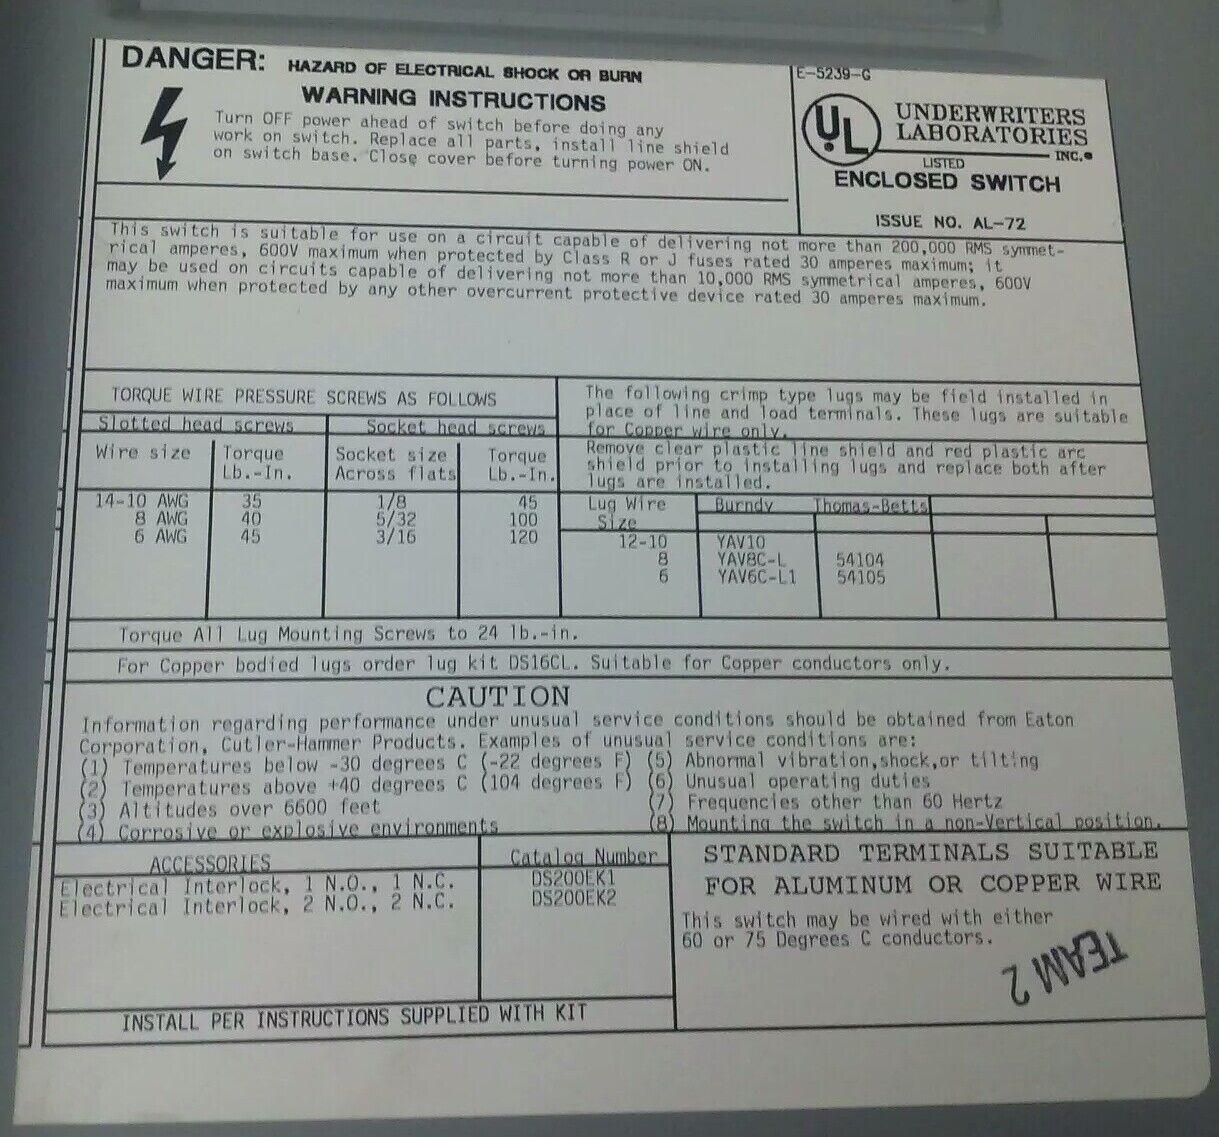 DANGER: HAZARD OF ELECTRICAL SHOCK OR BURN
WARNING INSTRUCTIONS
Turn OFF power ahead of switch before doing any
work on switch. Replace all parts, install line shield
on switch base. Close cover before turning power ON.
E-5239-G
UL
UNDERWRITERS
LABORATORIES
INC.®
LISTED
ENCLOSED SWITCH
ISSUE NO. AL-72
This switch is suitable for use on a circuit capable of delivering not more than 200,000 RMS symmet-
rical amperes, 600V maximum when protected by Class R or J fuses rated 30 amperes maximum; it
may be used on circuits capable of delivering not more than 10,000 RMS symmetrical amperes, 600V
maximum when protected by any other overcurrent protective device rated 30 amperes maximum.
TORQUE WIRE PRESSURE SCREWS AS FOLLOWS
Slotted head screws Socket head screws
Wire size Torque Socket size Torque
Lb.-In. Across flats Lb.-In.
14-10 AWG 35 1/8 45
8 AWG 40 5/32 100
6 AWG 45 3/16 120
The following crimp type lugs may be field installed in
place of line and load terminals. These lugs are suitable
for Copper wire only.
Remove clear plastic line shield and red plastic arc
shield prior to installing lugs and replace both after
lugs are installed.
Lug Wire Burndy Thomas-Betts
Size
12-10 YAV10
8 YAV8C-L 54104
6 YAV6C-L1 54105
Torque All Lug Mounting Screws to 24 lb.-in.
For Copper bodied lugs order lug kit DS16CL. Suitable for Copper conductors only.
CAUTION
Information regarding performance under unusual service conditions should be obtained from Eaton
Corporation, Cutler-Hammer Products. Examples of unusual service conditions are:
(1) Temperatures below -30 degrees C (-22 degrees F)
(2) Temperatures above +40 degrees C (104 degrees F)
(3) Altitudes over 6600 feet
(4) Corrosive or explosive environments
(5) Abnormal vibration,shock,or tilting
(6) Unusual operating duties
(7) Frequencies other than 60 Hertz
(8) Mounting the switch in a non-Vertical position.
ACCESSORIES Catalog Number
Electrical Interlock, 1 N.O., 1 N.C. DS200EK1
Electrical Interlock, 2 N.O., 2 N.C. DS200EK2
INSTALL PER INSTRUCTIONS SUPPLIED WITH KIT
STANDARD TERMINALS SUITABLE
FOR ALUMINUM OR COPPER WIRE
This switch may be wired with either
60 or 75 Degrees C conductors.
TEAM 2